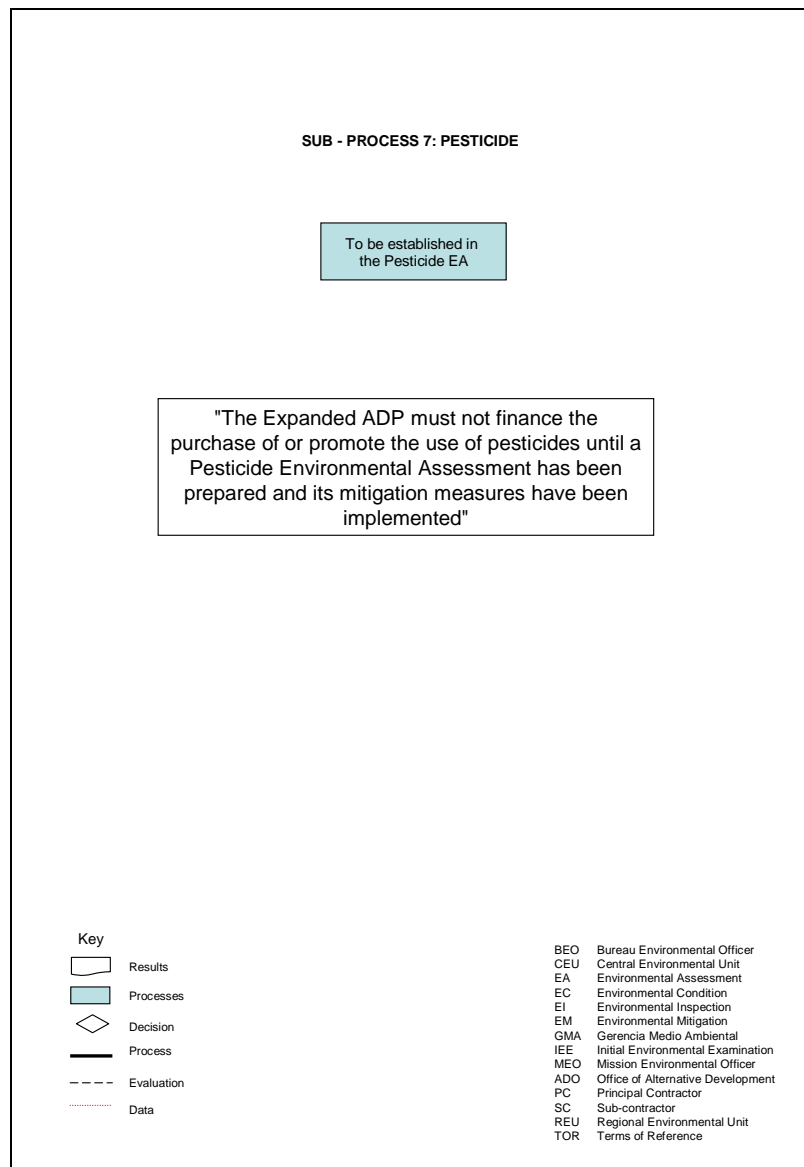 SUB - PROCESS 7: PESTICIDE
To be established in
the Pesticide EA
"The Expanded ADP must not finance the
purchase of or promote the use of pesticides until a
Pesticide Environmental Assessment has been
prepared and its mitigation measures have been
implemented"
Key
Results
Processes
Decision
Process
Evaluation
Data
BEO Bureau Environmental Officer
CEU Central Environmental Unit
EA Environmental Assessment
EC Environmental Condition
EI Environmental Inspection
EM Environmental Mitigation
GMA Gerencia Medio Ambiental
IEE Initial Environmental Examination
MEO Mission Environmental Officer
ADO Office of Alternative Development
PC Principal Contractor
SC Sub-contractor
REU Regional Environmental Unit
TOR Terms of Reference